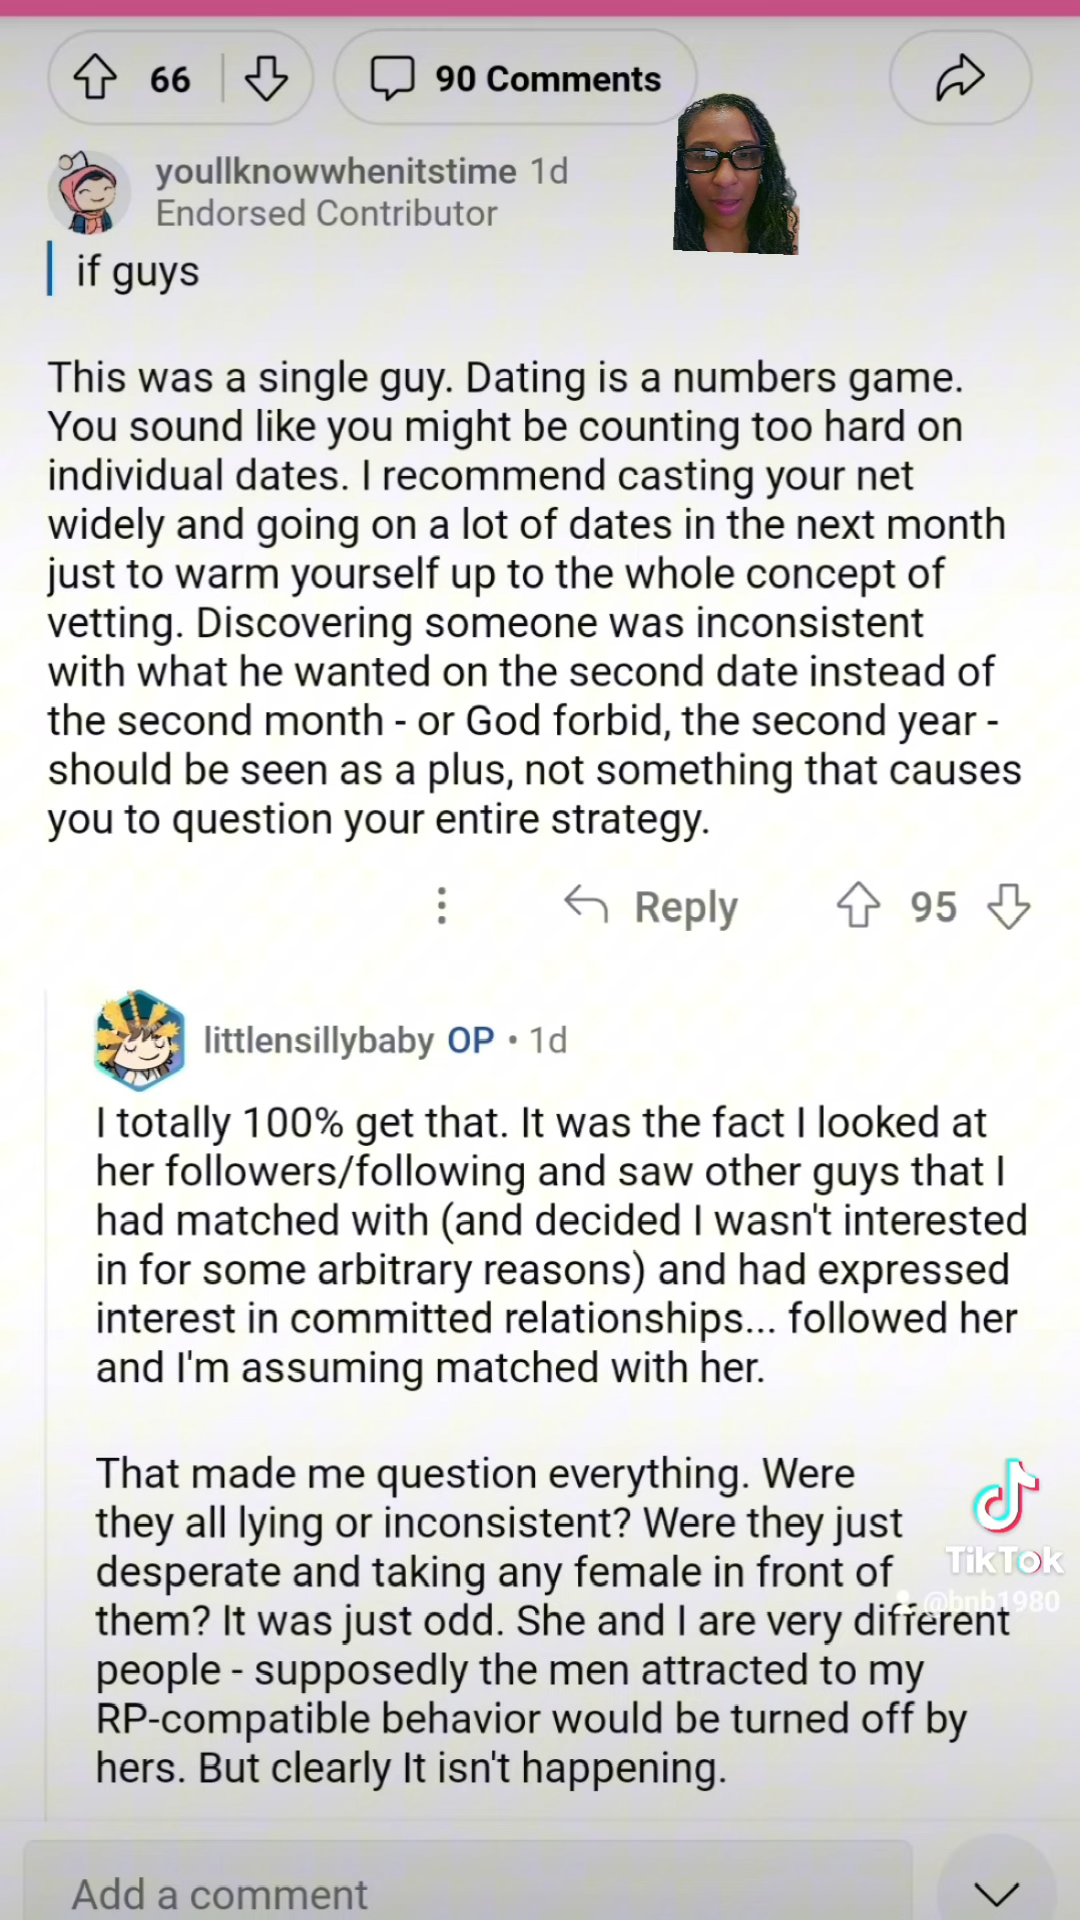 66
90 Comments
youllknowwhenitstime 1d
Endorsed Contributor
if guys
This was a single guy. Dating is a numbers game.
You sound like you might be counting too hard on
individual dates. I recommend casting your net
widely and going on a lot of dates in the next month
just to warm yourself up to the whole concept of
vetting. Discovering someone was inconsistent
with what he wanted on the second date instead of
the second month - or God forbid, the second year -
should be seen as a plus, not something that causes
you to question your entire strategy.
Reply
95
littlensillybaby OP • 1d
I totally 100% get that. It was the fact I looked at
her followers/following and saw other guys that I
had matched with (and decided I wasn't interested
in for some arbitrary reasons) and had expressed
interest in committed relationships... followed her
and I'm assuming matched with her.
That made me question everything. Were
they all lying or inconsistent? Were they just
desperate and taking any female in front of
them? It was just odd. She and I are very different
people - supposedly the men attracted to my
RP-compatible behavior would be turned off by
hers. But clearly It isn't happening.
TikTok
@bnb1980
Add a comment